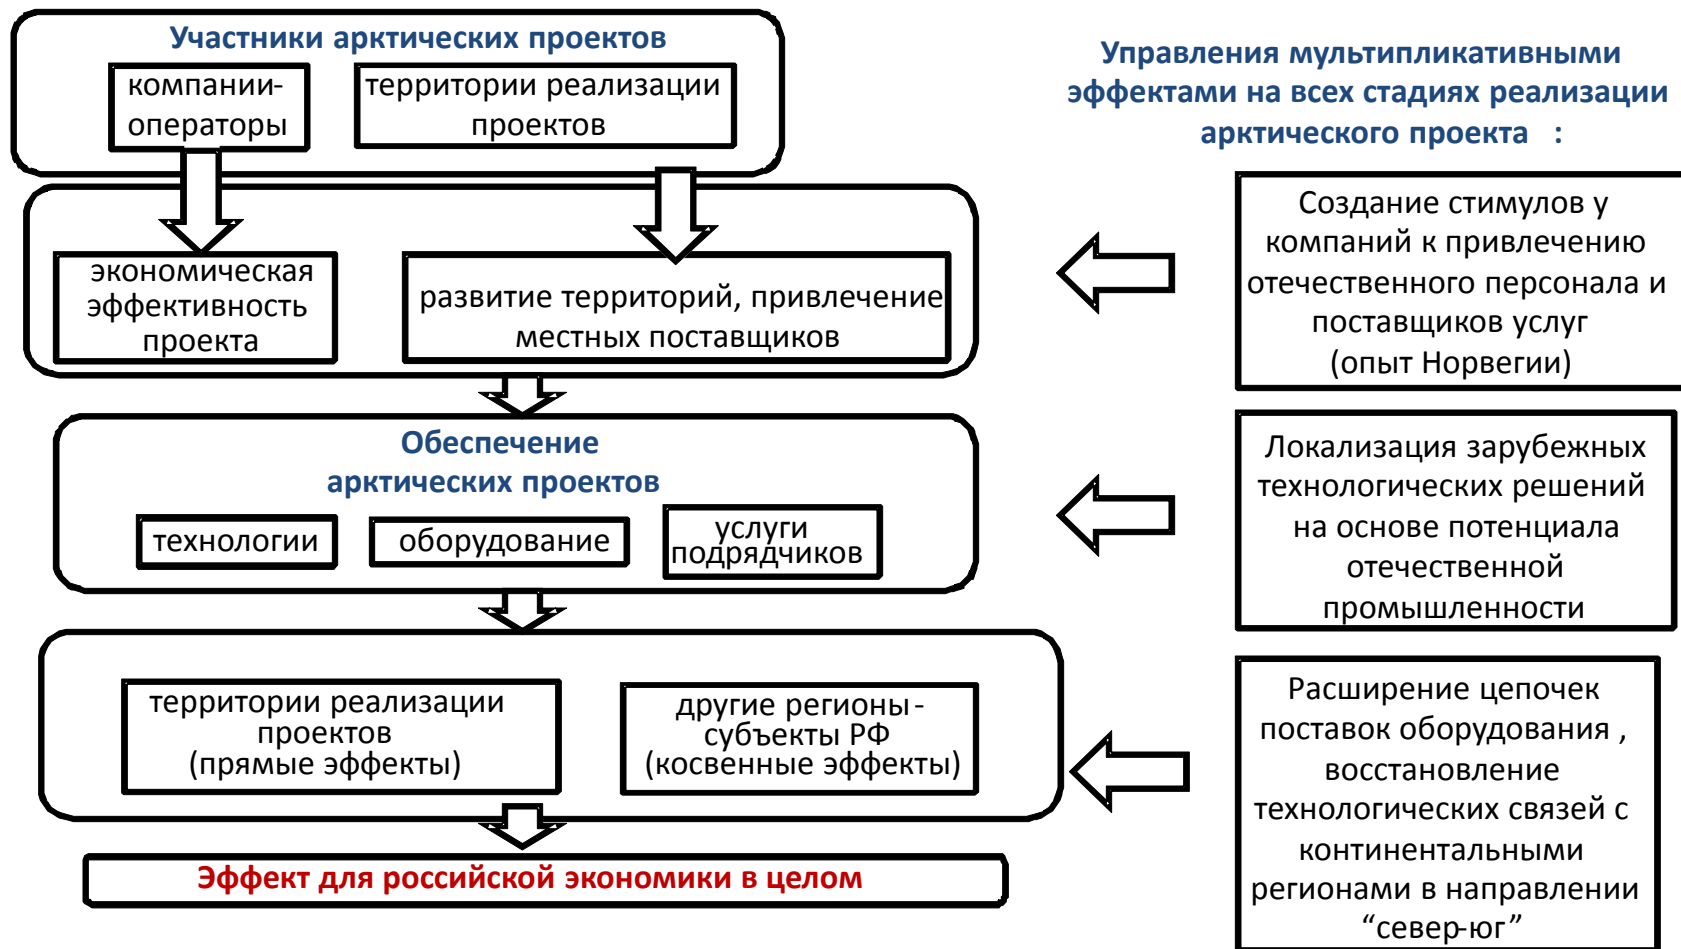 Участники арктических проектов
компании-
операторы
территории реализации
проектов
экономическая
эффективность
проекта
развитие территорий, привлечение
местных поставщиков
Обеспечение
арктических проектов
технологии
оборудование
услуги
подрядчиков
территории реализации
проектов
(прямые эффекты)
другие регионы-
субъекты РФ
(косвенные эффекты)
Эффект для российской экономики в целом
Управления мультипликативными
эффектами на всех стадиях реализации
арктического проекта :
Создание стимулов у
компаний к привлечению
отечественного персонала и
поставщиков услуг
(опыт Норвегии)
Локализация зарубежных
технологических решений
на основе потенциала
отечественной
промышленности
Расширение цепочек
поставок оборудования ,
восстановление
технологических связей с
континентальными
регионами в направлении
“север-юг”